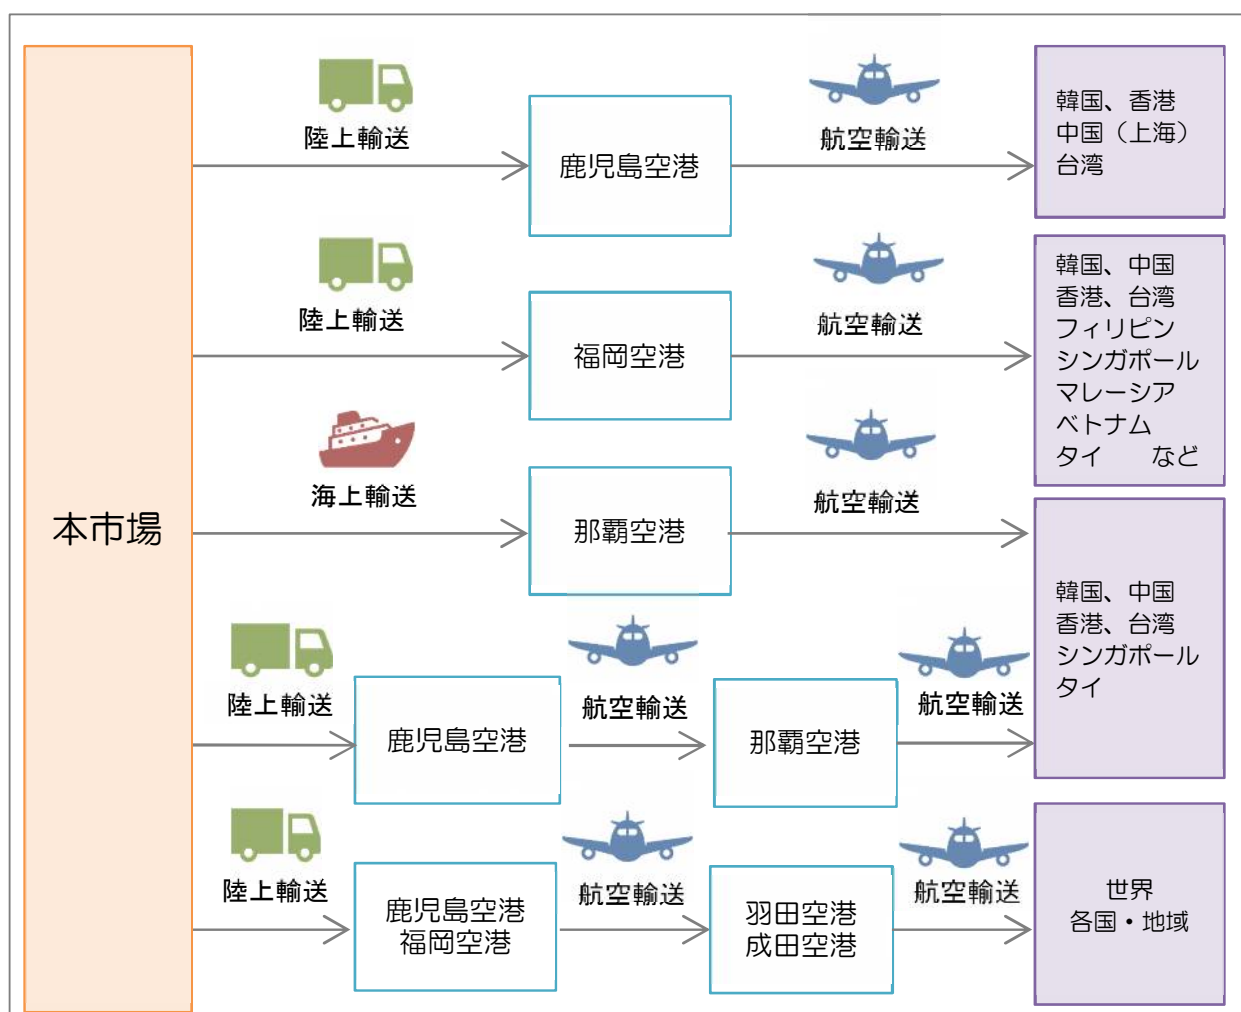 本市場
陸上輸送
鹿児島空港
航空輸送
韓国、香港
中国（上海）
台湾
陸上輸送
福岡空港
航空輸送
韓国、中国
香港、台湾
フィリピン
シンガポール
マレーシア
ベトナム
タイ　　など
海上輸送
那覇空港
航空輸送
韓国、中国
香港、台湾
シンガポール
タイ
陸上輸送
鹿児島空港
航空輸送
那覇空港
航空輸送
陸上輸送
鹿児島空港
福岡空港
航空輸送
羽田空港
成田空港
航空輸送
世界
各国・地域